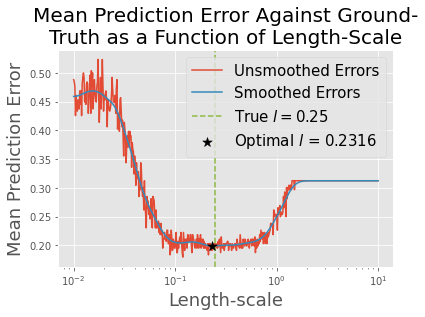 Mean Prediction Error Against Ground-
Truth as a Function of Length-Scale
Mean Prediction Error
0.50
0.45
0.40
0.35
0.30
0.25
0.20
Unsmoothed Errors
Smoothed Errors
True l = 0.25
Optimal l = 0.2316
10⁻² 10⁻¹ 10⁰ 10¹
Length-scale